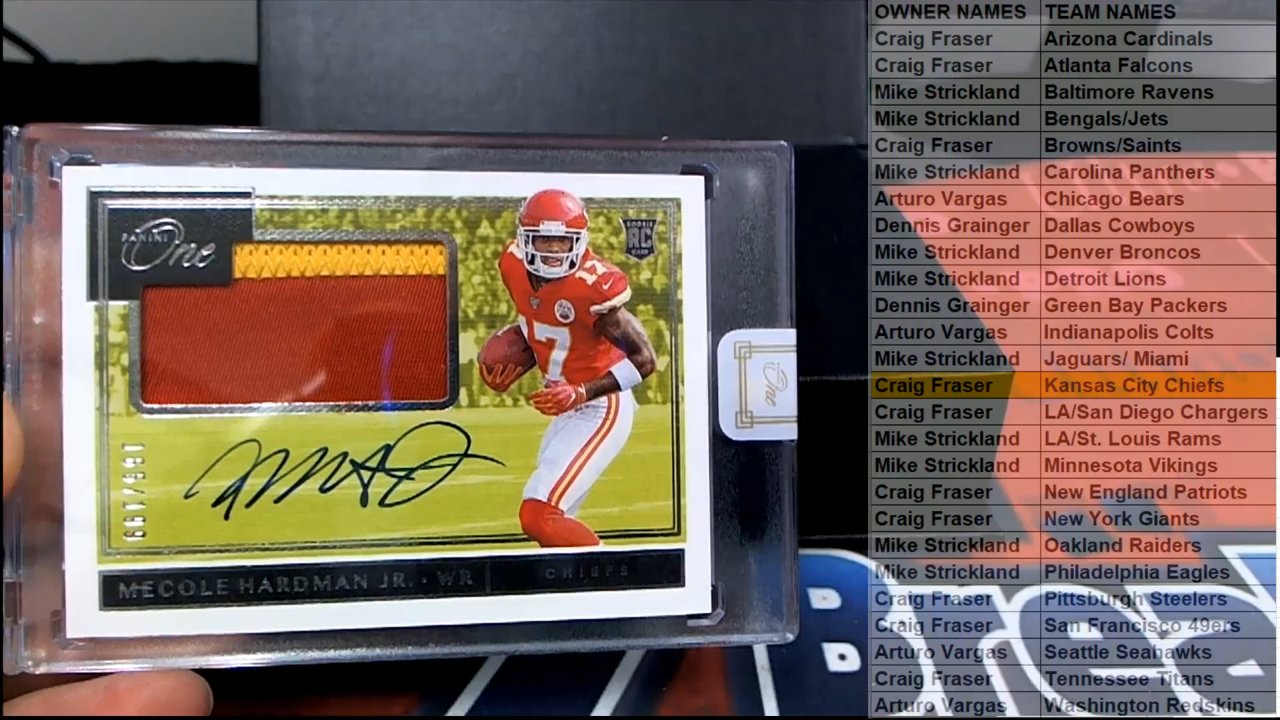 PANINI
One
RC
17
17
199/199
MECOLE HARDMAN JR. · WR
CHIEFS
One
OWNER NAMES TEAM NAMES
Craig Fraser Arizona Cardinals
Craig Fraser Atlanta Falcons
Mike Strickland Baltimore Ravens
Mike Strickland Bengals/Jets
Craig Fraser Browns/Saints
Mike Strickland Carolina Panthers
Arturo Vargas Chicago Bears
Dennis Grainger Dallas Cowboys
Mike Strickland Denver Broncos
Mike Strickland Detroit Lions
Dennis Grainger Green Bay Packers
Arturo Vargas Indianapolis Colts
Mike Strickland Jaguars/ Miami
Craig Fraser Kansas City Chiefs
Craig Fraser LA/San Diego Chargers
Mike Strickland LA/St. Louis Rams
Mike Strickland Minnesota Vikings
Craig Fraser New England Patriots
Craig Fraser New York Giants
Mike Strickland Oakland Raiders
Mike Strickland Philadelphia Eagles
Craig Fraser Pittsburgh Steelers
Craig Fraser San Francisco 49ers
Arturo Vargas Seattle Seahawks
Craig Fraser Tennessee Titans
Arturo Vargas Washington Redskins